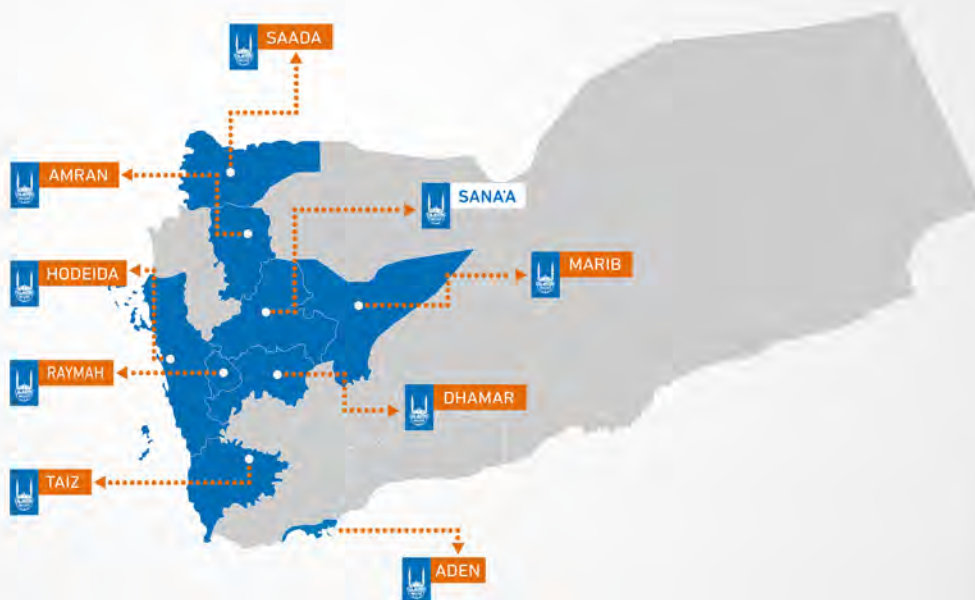 SAADA
AMRAN
SANA'A
HODEIDA
MARIB
RAYMAH
DHAMAR
TAIZ
ADEN